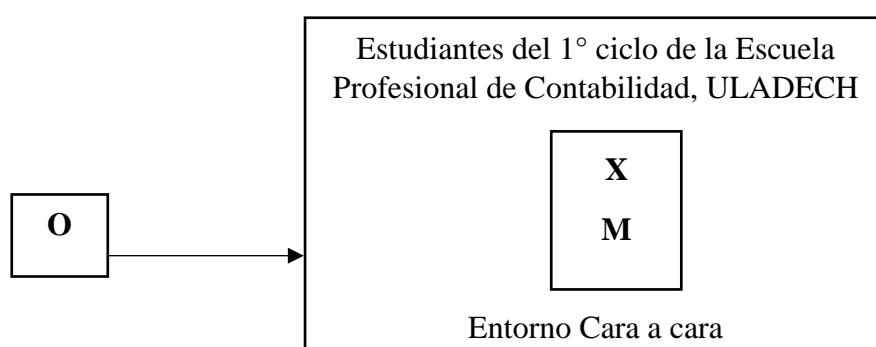 Estudiantes del 1° ciclo de la Escuela
Profesional de Contabilidad, ULADECH
X
O
M
Entorno Cara a cara